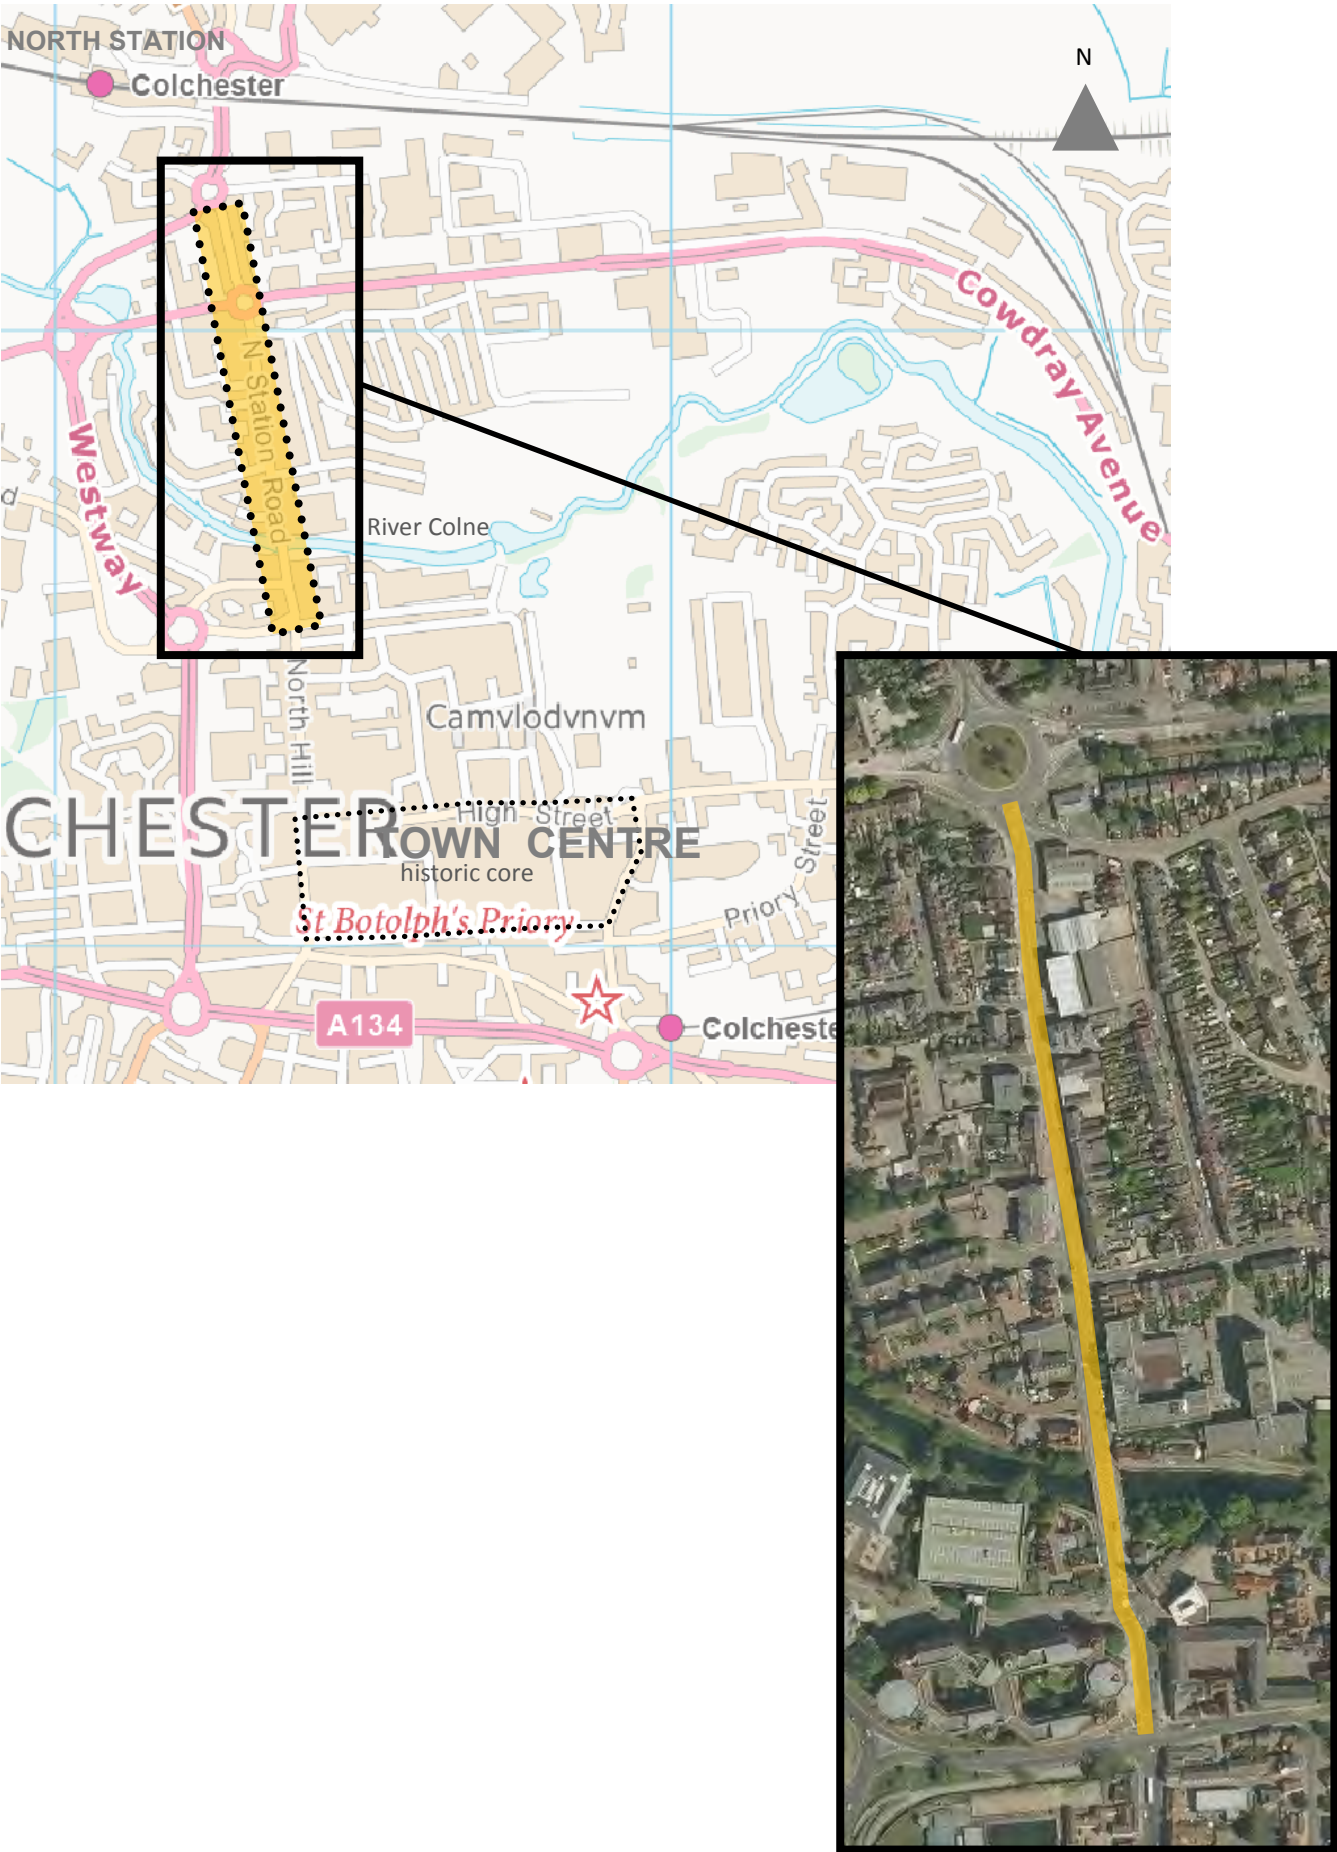 NORTH STATION
Colchester
N
Cowdray Avenue
N Station Road
Westway
d
River Colne
North Hill
Camvlodvnvm
CHESTER
High Street
TOWN CENTRE
historic core
St Botolph's Priory
Priory Street
A134
Colcheste